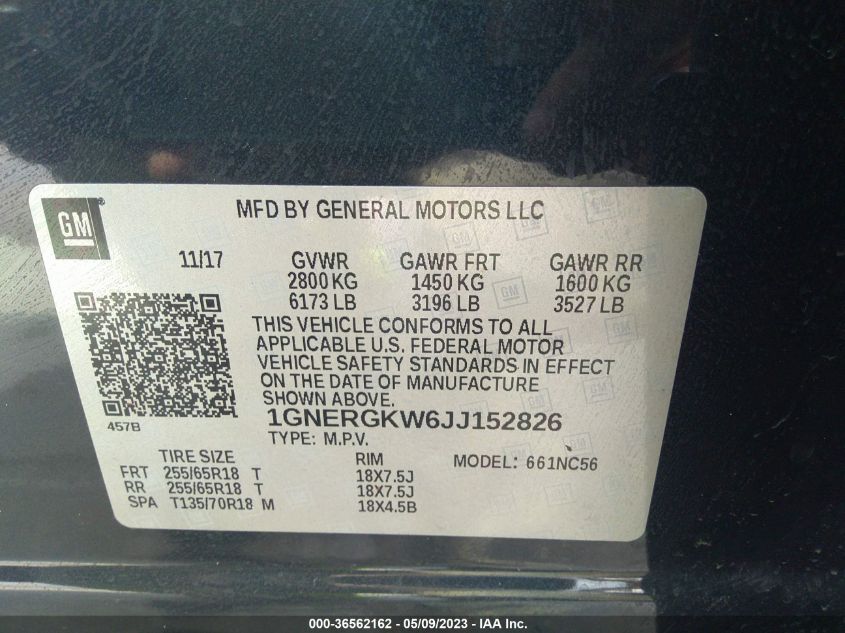 GM
MFD BY GENERAL MOTORS LLC
11/17 GVWR GAWR FRT GAWR RR
2800 KG 1450 KG 1600 KG
6173 LB 3196 LB 3527 LB
THIS VEHICLE CONFORMS TO ALL
APPLICABLE U.S. FEDERAL MOTOR
VEHICLE SAFETY STANDARDS IN EFFECT
ON THE DATE OF MANUFACTURE
SHOWN ABOVE.
457B
1GNERGKW6JJ152826
TYPE: M.P.V.
TIRE SIZE RIM MODEL: 661NC56
FRT 255/65R18 T 18X7.5J
RR 255/65R18 T 18X7.5J
SPA T135/70R18 M 18X4.5B
000-36562162 - 05/09/2023 - IAA Inc.